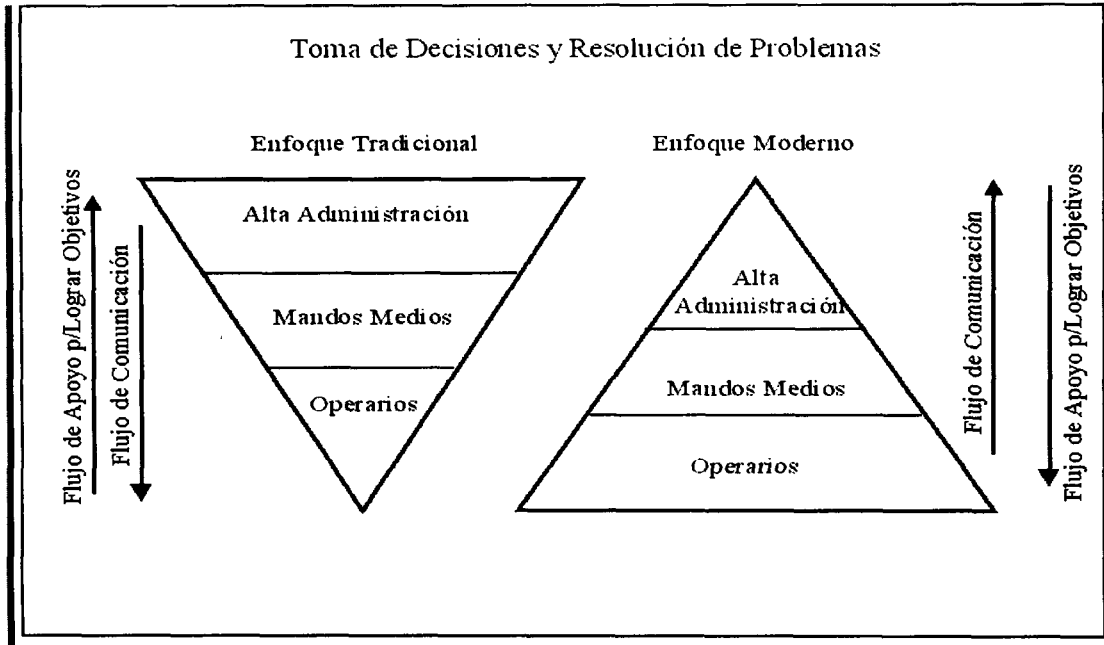 Toma de Decisiones y Resolución de Problemas
Enfoque Tradicional
Flujo de Apoyo p/Lograr Objetivos
Flujo de Comunicación
Alta Administración
Mandos Medios
Operarios
Enfoque Moderno
Alta
Administración
Mandos Medios
Operarios
Flujo de Comunicación
Flujo de Apoyo p/Lograr Objetivos